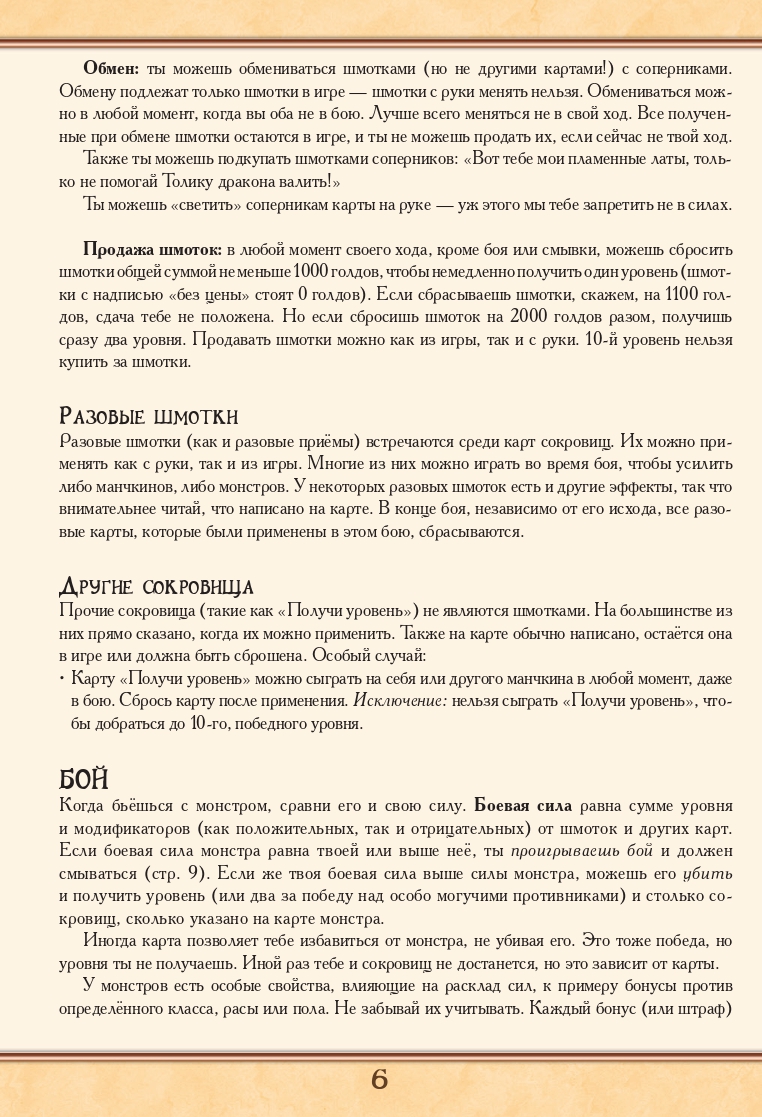 Обмен: ты можешь обмениваться шмотками (но не другими картами!) с соперниками.
Обмену подлежат только шмотки в игре — шмотки с руки менять нельзя. Обмениваться мож-
но в любой момент, когда вы оба не в бою. Лучше всего меняться не в свой ход. Все получен-
ные при обмене шмотки остаются в игре, и ты не можешь продать их, если сейчас не твой ход.
Также ты можешь подкупать шмотками соперников: «Вот тебе мои пламенные латы, толь-
ко не помогай Толику дракона валить!»
Ты можешь «светить» соперникам карты на руке — уж этого мы тебе запретить не в силах.
Продажа шмоток: в любой момент своего хода, кроме боя или смывки, можешь сбросить
шмотки общей суммой не меньше 1000 голдов, чтобы немедленно получить один уровень (шмот-
ки с надписью «без цены» стоят 0 голдов). Если сбрасываешь шмотки, скажем, на 1100 гол-
дов, сдача тебе не положена. Но если сбросишь шмоток на 2000 голдов разом, получишь
сразу два уровня. Продавать шмотки можно как из игры, так и с руки. 10-й уровень нельзя
купить за шмотки.
Разовые шмотки
Разовые шмотки (как и разовые приёмы) встречаются среди карт сокровищ. Их можно при-
менять как с руки, так и из игры. Многие из них можно играть во время боя, чтобы усилить
либо манчкинов, либо монстров. У некоторых разовых шмоток есть и другие эффекты, так что
внимательнее читай, что написано на карте. В конце боя, независимо от его исхода, все разо-
вые карты, которые были применены в этом бою, сбрасываются.
Другие сокровища
Прочие сокровища (такие как «Получи уровень») не являются шмотками. На большинстве из
них прямо сказано, когда их можно применить. Также на карте обычно написано, остаётся она
в игре или должна быть сброшена. Особый случай:
· Карту «Получи уровень» можно сыграть на себя или другого манчкина в любой момент, даже
в бою. Сбрось карту после применения. Исключение: нельзя сыграть «Получи уровень», что-
бы добраться до 10-го, победного уровня.
БОЙ
Когда бьёшься с монстром, сравни его и свою силу. Боевая сила равна сумме уровня
и модификаторов (как положительных, так и отрицательных) от шмоток и других карт.
Если боевая сила монстра равна твоей или выше неё, ты проигрываешь бой и должен
смываться (стр. 9). Если же твоя боевая сила выше силы монстра, можешь его убить
и получить уровень (или два за победу над особо могучими противниками) и столько со-
кровищ, сколько указано на карте монстра.
Иногда карта позволяет тебе избавиться от монстра, не убивая его. Это тоже победа, но
уровня ты не получаешь. Иной раз тебе и сокровищ не достанется, но это зависит от карты.
У монстров есть особые свойства, влияющие на расклад сил, к примеру бонусы против
определённого класса, расы или пола. Не забывай их учитывать. Каждый бонус (или штраф)
6